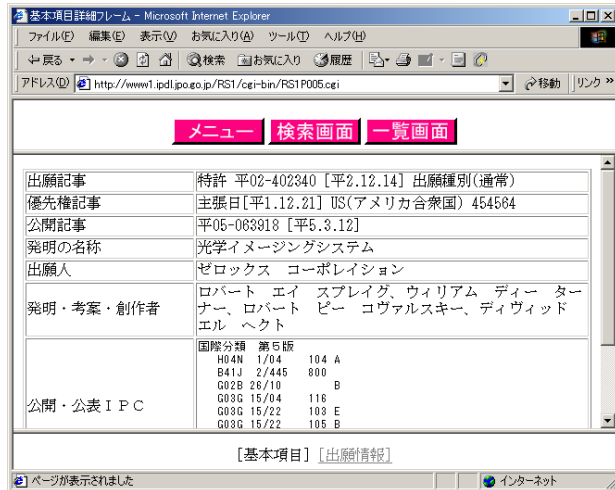 基本項目詳細フレーム - Microsoft Internet Explorer
ファイル(F) 編集(E) 表示(V) お気に入り(A) ツール(T) ヘルプ(H)
戻る 検索 お気に入り 履歴
アドレス(D) http://www1.ipdl.jpo.go.jp/RS1/cgi-bin/RS1P005.cgi 移動 リンク »
メニュー 検索画面 一覧画面
出願記事 特許 平02-402340 [平2.12.14] 出願種別(通常)
優先権記事 主張日[平1.12.21] US(アメリカ合衆国) 454564
公開記事 平05-063918 [平5.3.12]
発明の名称 光学イメージングシステム
出願人 ゼロックス コーポレイション
発明・考案・創作者 ロバート エイ スプレイグ、ウィリアム ディー ター
ナー、ロバート ピー コヴァルスキー、ディヴィッド
エル ヘクト
公開・公表IPC 国際分類 第5版
H04N 1/04 104 A
B41J 2/445 800
G02B 26/10 B
G03G 15/04 116
G03G 15/22 103 E
G03G 15/22 105 B
[基本項目] [出願情報]
ページが表示されました インターネット